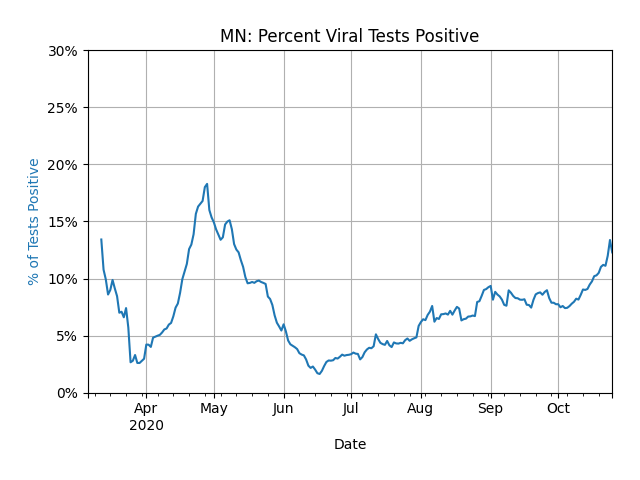 MN: Percent Viral Tests Positive
30%
25%
20%
15%
10%
5%
0%
% of Tests Positive
Apr
2020
May
Jun
Jul
Aug
Sep
Oct
Date